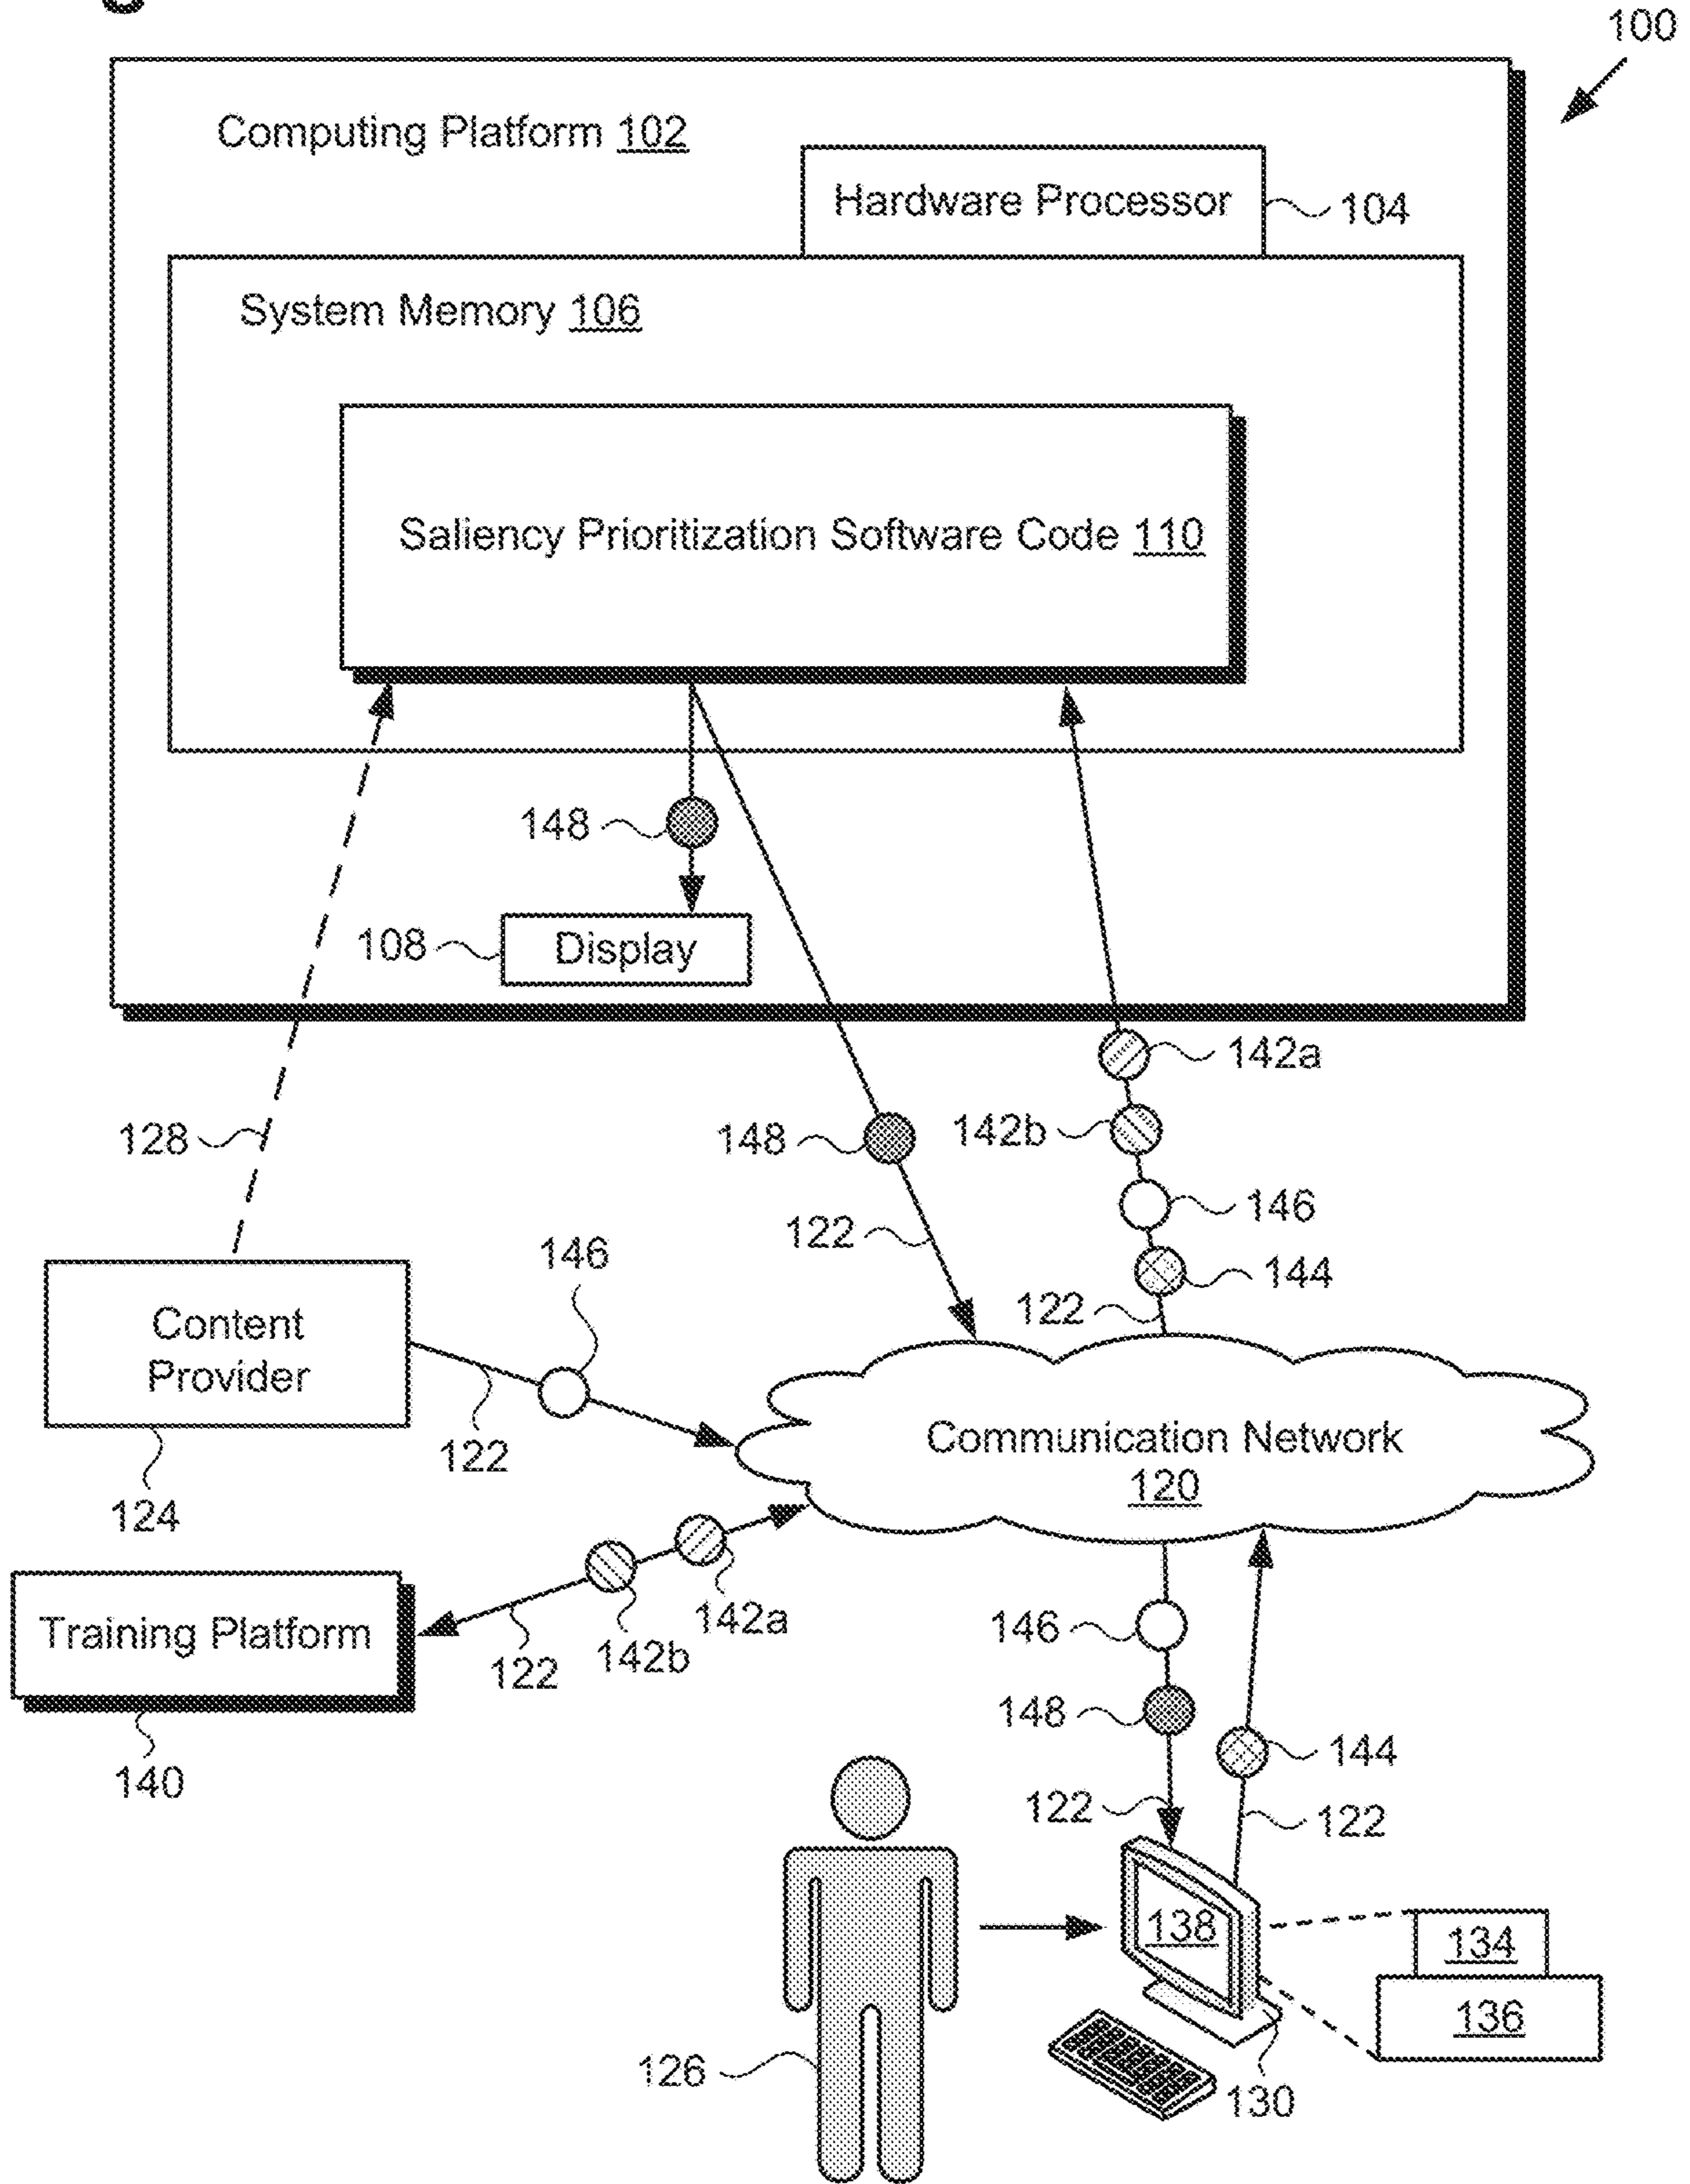 100
Computing Platform 102
Hardware Processor
104
System Memory 106
Saliency Prioritization Software Code 110
148
108
Display
142a
128
148
142b
146
122
146
144
122
Content
Provider
122
Communication Network
120
124
142a
Training Platform
146
142b
122
148
140
144
122
122
138
134
136
126
130